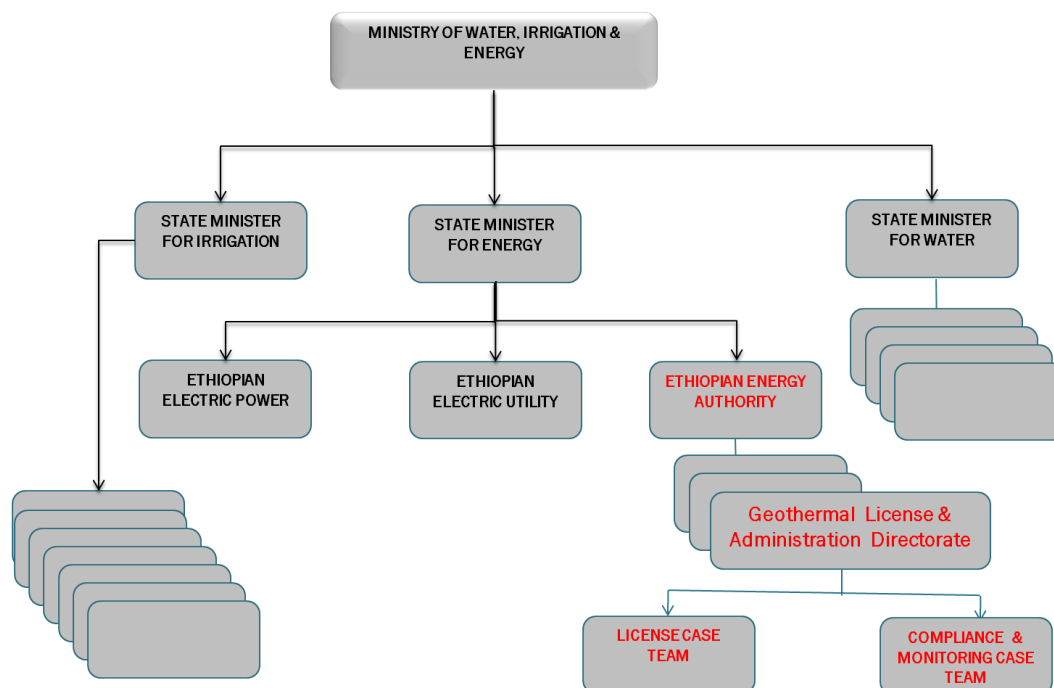 MINISTRY OF WATER, IRRIGATION &
ENERGY
STATE MINISTER
FOR IRRIGATION
STATE MINISTER
FOR ENERGY
STATE MINISTER
FOR WATER
ETHIOPIAN
ELECTRIC POWER
ETHIOPIAN
ELECTRIC UTILITY
ETHIOPIAN ENERGY
AUTHORITY
Geothermal License &
Administration Directorate
LICENSE CASE
TEAM
COMPLIANCE &
MONITORING CASE
TEAM